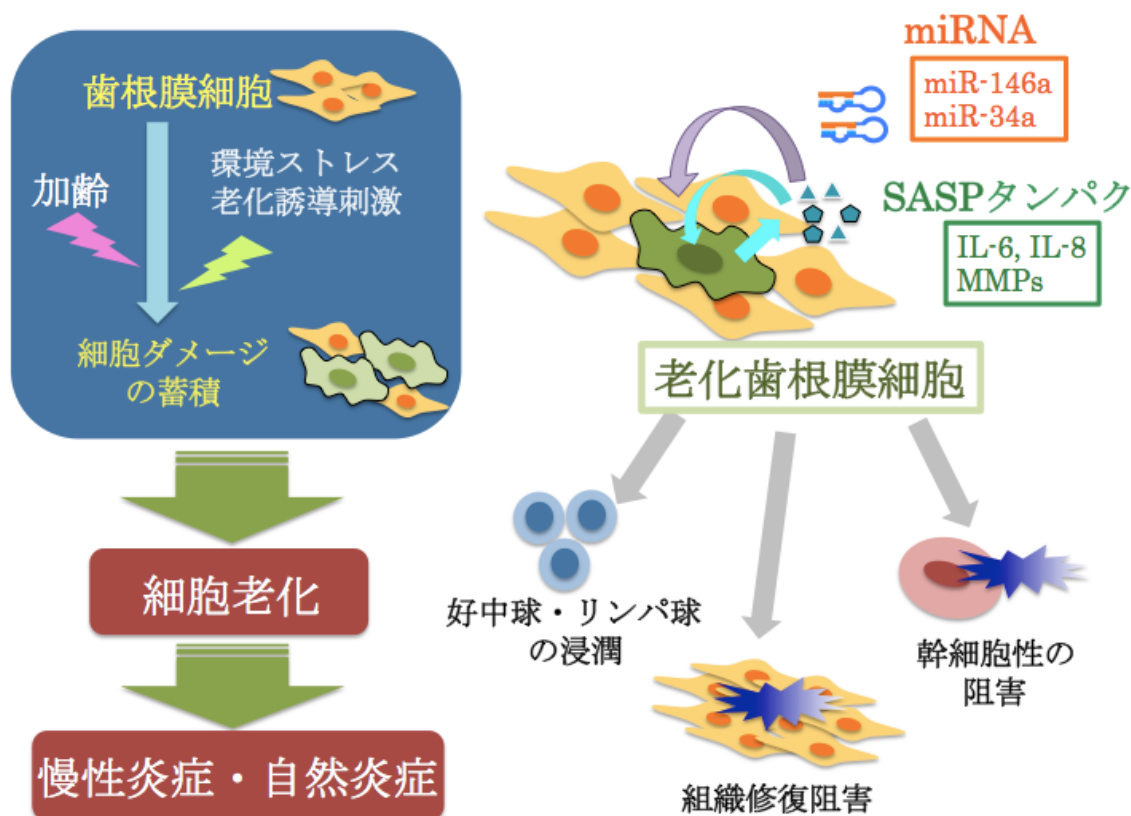 歯根膜細胞
加齢
環境ストレス
老化誘導刺激
細胞ダメージ
の蓄積
細胞老化
慢性炎症・自然炎症
miRNA
miR-146a
miR-34a
SASPタンパク
IL-6, IL-8
MMPs
老化歯根膜細胞
好中球・リンパ球
の浸潤
組織修復阻害
幹細胞性の
阻害